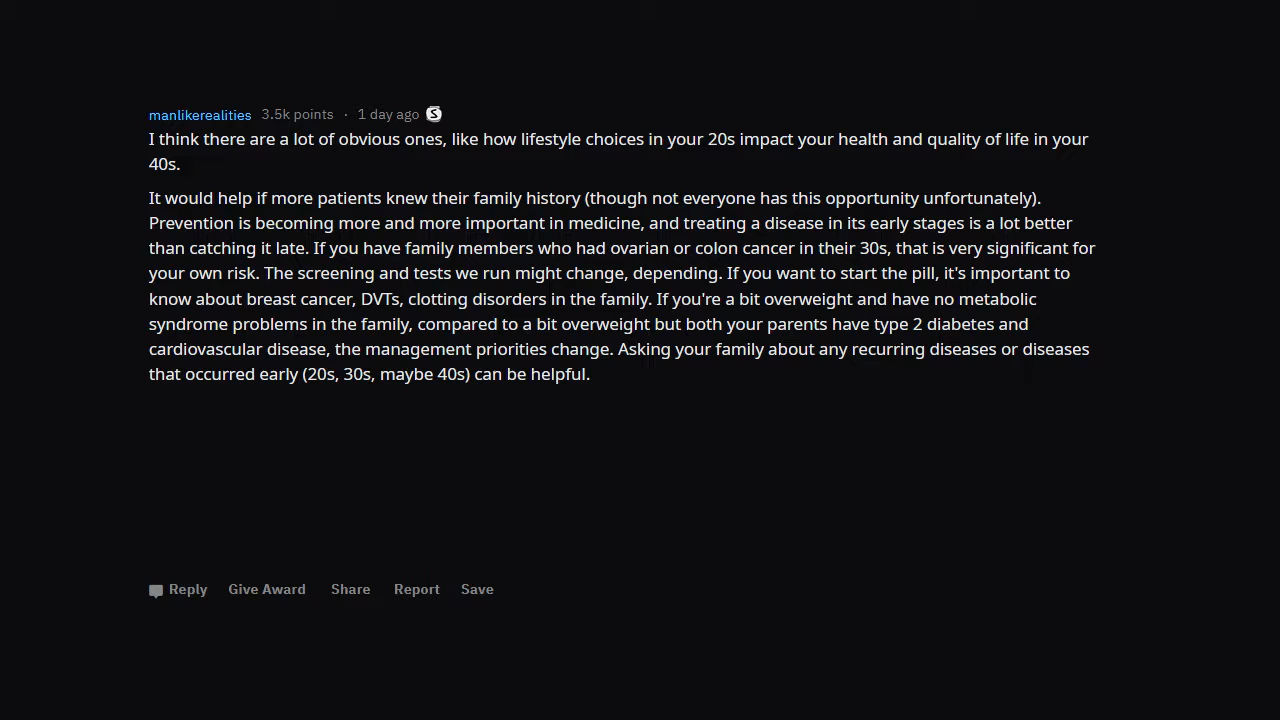 manlikerealities 3.5k points · 1 day ago
I think there are a lot of obvious ones, like how lifestyle choices in your 20s impact your health and quality of life in your
40s.
It would help if more patients knew their family history (though not everyone has this opportunity unfortunately).
Prevention is becoming more and more important in medicine, and treating a disease in its early stages is a lot better
than catching it late. If you have family members who had ovarian or colon cancer in their 30s, that is very significant for
your own risk. The screening and tests we run might change, depending. If you want to start the pill, it's important to
know about breast cancer, DVTs, clotting disorders in the family. If you're a bit overweight and have no metabolic
syndrome problems in the family, compared to a bit overweight but both your parents have type 2 diabetes and
cardiovascular disease, the management priorities change. Asking your family about any recurring diseases or diseases
that occurred early (20s, 30s, maybe 40s) can be helpful.
Reply Give Award Share Report Save